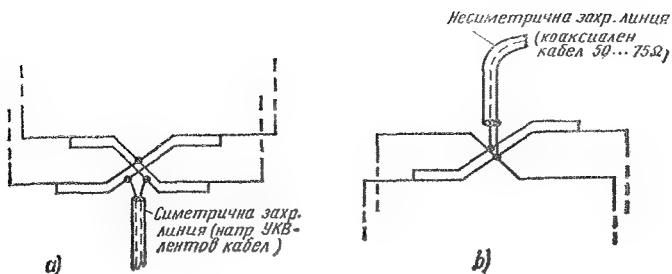 Несиметрична захр. линия
(коаксиален
кабел 50... 75Ω)
Симетрична захр.
линия (напр УКВ-
лентов кабел)
а)
b)